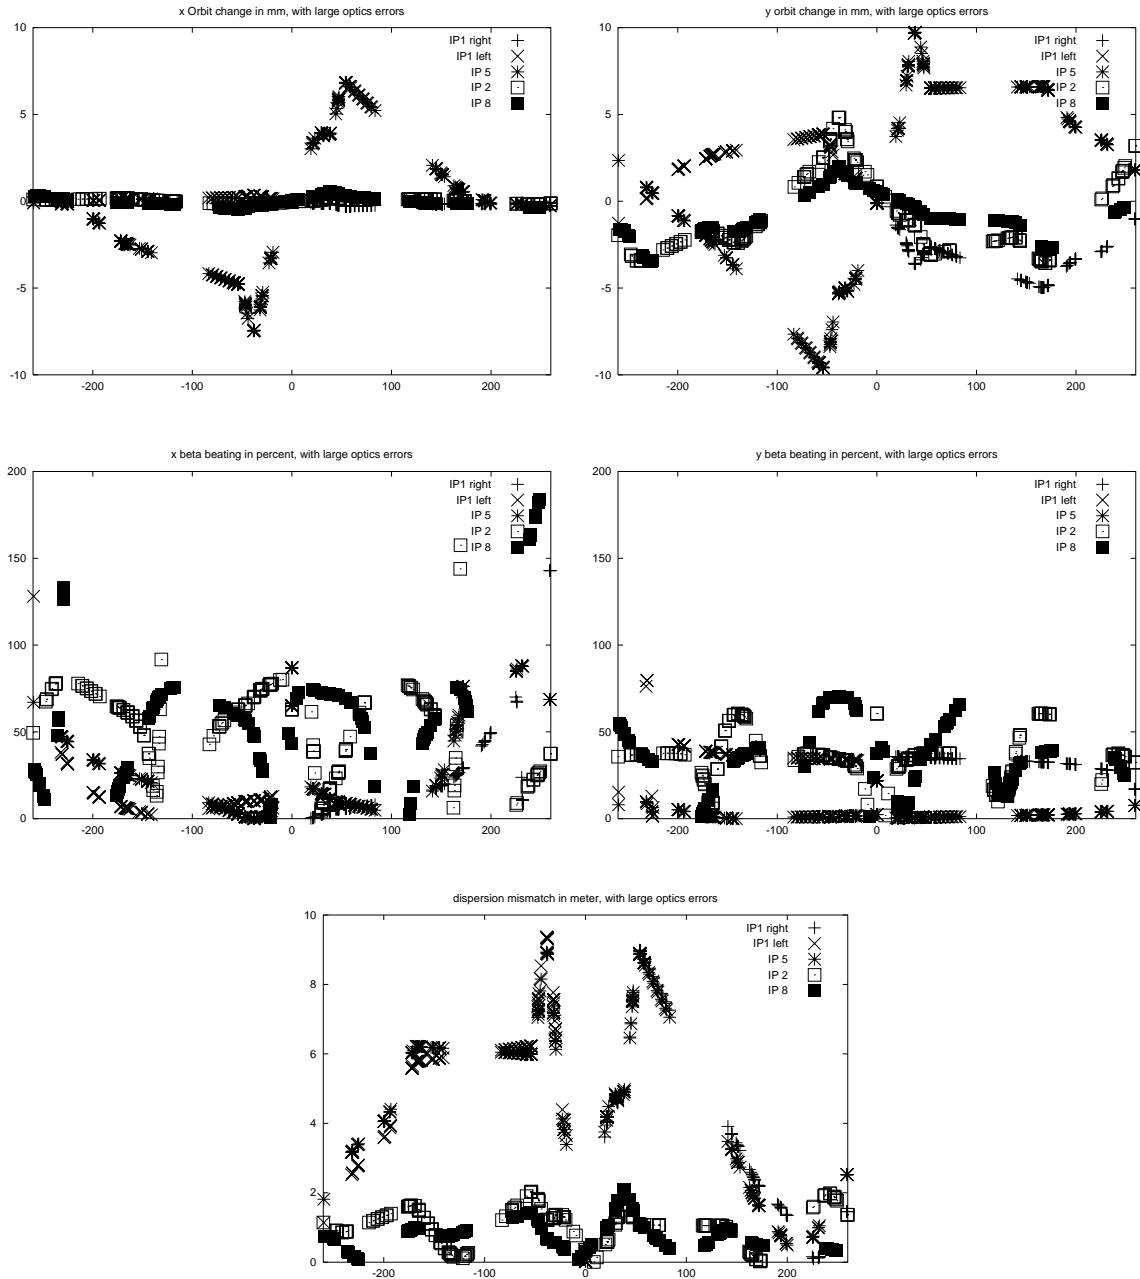 x Orbit change in mm, with large optics errors
10
5
0
-5
-10
-200
-100
0
100
200
IP1 right
IP1 left
IP 5
IP 2
IP 8
y orbit change in mm, with large optics errors
10
5
0
-5
-10
-200
-100
0
100
200
IP1 right
IP1 left
IP 5
IP 2
IP 8
x beta beating in percent, with large optics errors
200
150
100
50
0
-200
-100
0
100
200
IP1 right
IP1 left
IP 5
IP 2
IP 8
y beta beating in percent, with large optics errors
200
150
100
50
0
-200
-100
0
100
200
IP1 right
IP1 left
IP 5
IP 2
IP 8
dispersion mismatch in meter, with large optics errors
10
8
6
4
2
0
-200
-100
0
100
200
IP1 right
IP1 left
IP 5
IP 2
IP 8